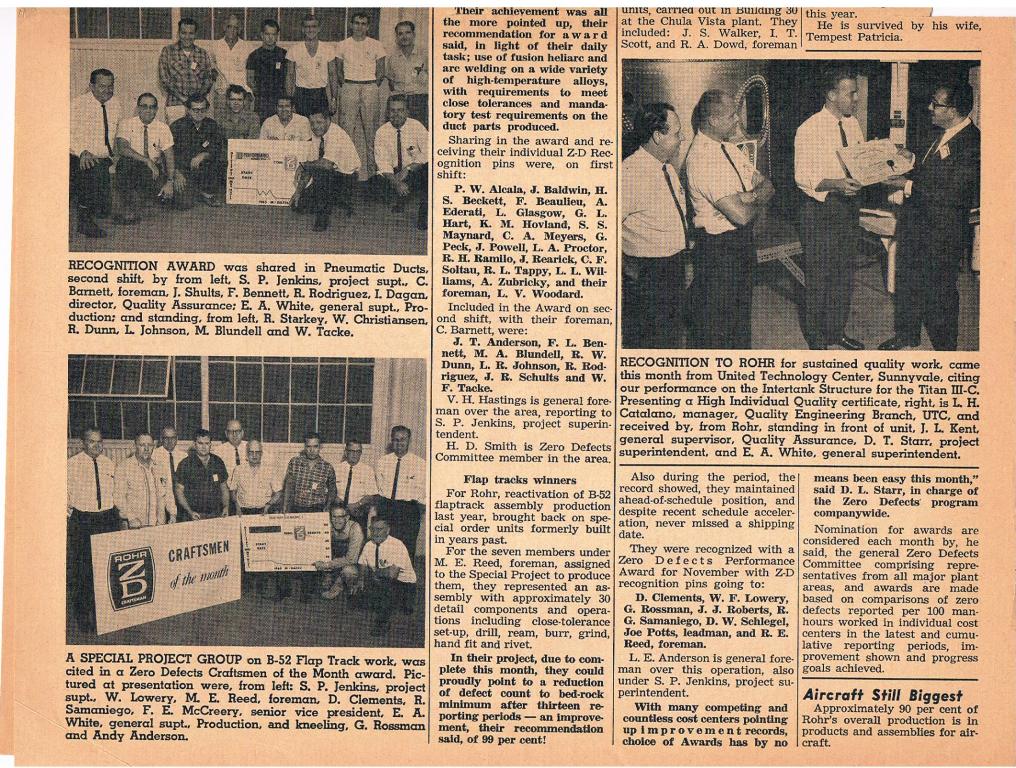 RECOGNITION AWARD was shared in Pneumatic Ducts,
second shift, by from left, S. P. Jenkins, project supt., C.
Barnett, foreman, J. Shults, F. Bennett, R. Rodriguez, I. Dagan,
director, Quality Assurance; E. A. White, general supt., Pro-
duction; and standing, from left, R. Starkey, W. Christiansen,
R. Dunn, L. Johnson, M. Blundell and W. Tacke.
ROHR
ZD
CRAFTSMAN
CRAFTSMEN
of the month
A SPECIAL PROJECT GROUP on B-52 Flap Track work, was
cited in a Zero Defects Craftsmen of the Month award. Pic-
tured at presentation were, from left: S. P. Jenkins, project
supt., W. Lowery, M. E. Reed, foreman, D. Clements, R.
Samaniego, F. E. McCreery, senior vice president, E. A.
White, general supt., Production, and kneeling, G. Rossman
and Andy Anderson.
Their achievement was all
the more pointed up, their
recommendation for award
said, in light of their daily
task; use of fusion heliarc and
arc welding on a wide variety
of high-temperature alloys,
with requirements to meet
close tolerances and manda-
tory test requirements on the
duct parts produced.
Sharing in the award and re-
ceiving their individual Z-D Rec-
ognition pins were, on first
shift:
P. W. Alcala, J. Baldwin, H.
S. Beckett, F. Beaulieu, A.
Ederati, L. Glasgow, G. L.
Hart, K. M. Hovland, S. S.
Maynard, C. A. Meyers, G.
Peck, J. Powell, L. A. Proctor,
R. H. Ramilo, J. Rearick, C. F.
Soltau, R. L. Tappy, L. L. Wil-
liams, A. Zubricky, and their
foreman, L. V. Woodard.
Included in the Award on sec-
ond shift, with their foreman,
C. Barnett, were:
J. T. Anderson, F. L. Ben-
nett, M. A. Blundell, R. W.
Dunn, L. R. Johnson, R. Rod-
riguez, J. R. Schults and W.
F. Tacke.
V. H. Hastings is general fore-
man over the area, reporting to
S. P. Jenkins, project superin-
tendent.
H. D. Smith is Zero Defects
Committee member in the area.
Flap tracks winners
For Rohr, reactivation of B-52
flaptrack assembly production
last year, brought back on spe-
cial order units formerly built
in years past.
For the seven members under
M. E. Reed, foreman, assigned
to the Special Project to produce
them, they represented an as-
sembly with approximately 30
detail components and opera-
tions including close-tolerance
set-up, drill, ream, burr, grind,
hand fit and rivet.
In their project, due to com-
plete this month, they could
proudly point to a reduction
of defect count to bed-rock
minimum after thirteen re-
porting periods — an improve-
ment, their recommendation
said, of 99 per cent!
units, carried out in Building 30
at the Chula Vista plant. They
included: J. S. Walker, I. T.
Scott, and R. A. Dowd, foreman
this year.
He is survived by his wife,
Tempest Patricia.
RECOGNITION TO ROHR for sustained quality work, came
this month from United Technology Center, Sunnyvale, citing
our performance on the Intertank Structure for the Titan III-C.
Presenting a High Individual Quality certificate, right, is L. H.
Catalano, manager, Quality Engineering Branch, UTC, and
received by, from Rohr, standing in front of unit, J. L. Kent,
general supervisor, Quality Assurance, D. T. Starr, project
superintendent, and E. A. White, general superintendent.
Also during the period, the
record showed, they maintained
ahead-of-schedule position, and
despite recent schedule acceler-
ation, never missed a shipping
date.
They were recognized with a
Zero Defects Performance
Award for November with Z-D
recognition pins going to:
D. Clements, W. F. Lowery,
G. Rossman, J. J. Roberts, R.
G. Samaniego, D. W. Schlegel,
Joe Potts, leadman, and R. E.
Reed, foreman.
L. E. Anderson is general fore-
man over this operation, also
under S. P. Jenkins, project su-
perintendent.
With many competing and
countless cost centers pointing
up improvement records,
choice of Awards has by no
means been easy this month,"
said D. L. Starr, in charge of
the Zero Defects program
companywide.
Nomination for awards are
considered each month by, he
said, the general Zero Defects
Committee comprising repre-
sentatives from all major plant
areas, and awards are made
based on comparisons of zero
defects reported per 100 man-
hours worked in individual cost
centers in the latest and cumu-
lative reporting periods, im-
provement shown and progress
goals achieved.
Aircraft Still Biggest
Approximately 90 per cent of
Rohr's overall production is in
products and assemblies for air-
craft.